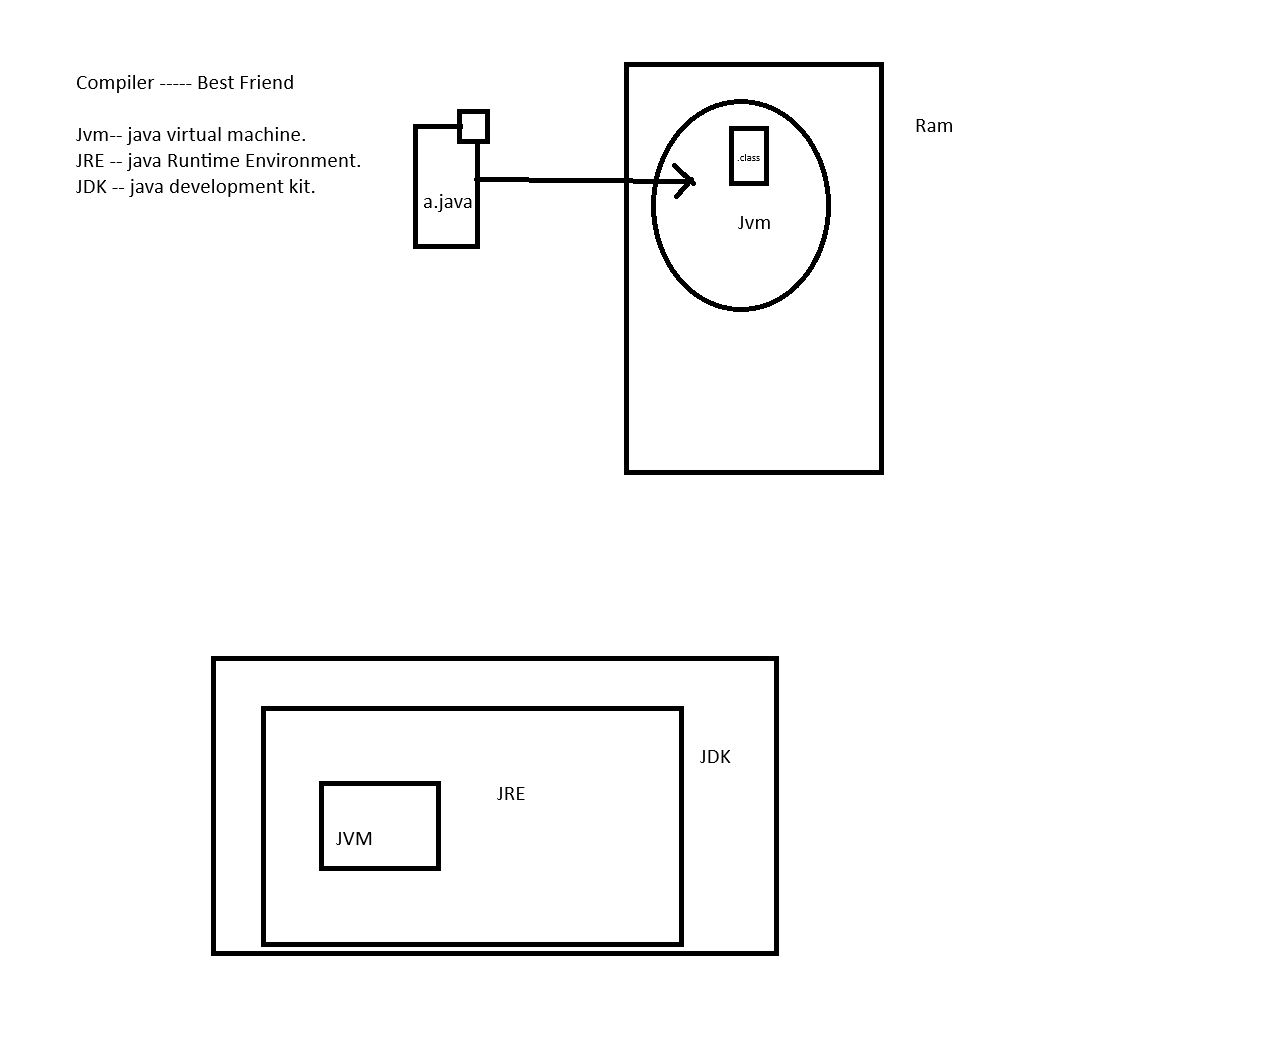 Compiler ----- Best Friend
Jvm-- java virtual machine.
JRE -- java Runtime Environment.
JDK -- java development kit.
a.java
.class
Jvm
Ram
JDK
JRE
JVM